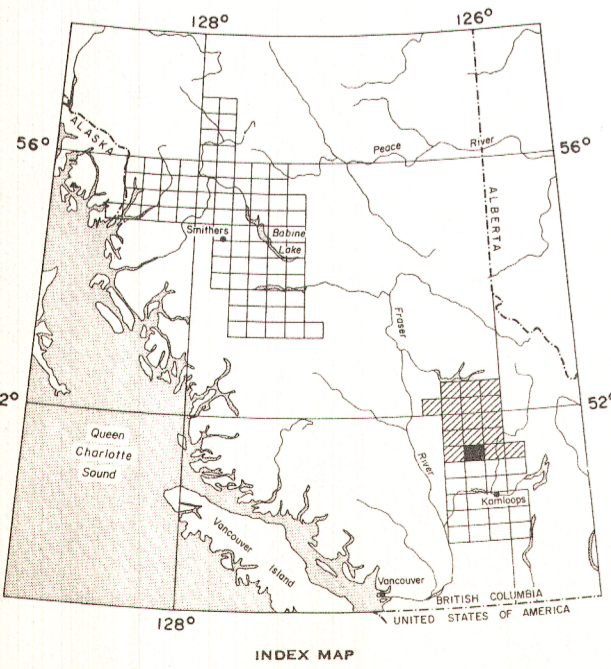 128°
126°
ALASKA
56°
Peace River
56°
ALBERTA
Smithers
Babine
Lake
Fraser
2°
52°
Queen
Charlotte
Sound
River
Kamloops
Vancouver
Island
Vancouver
BRITISH COLUMBIA
UNITED STATES OF AMERICA
128°
INDEX MAP